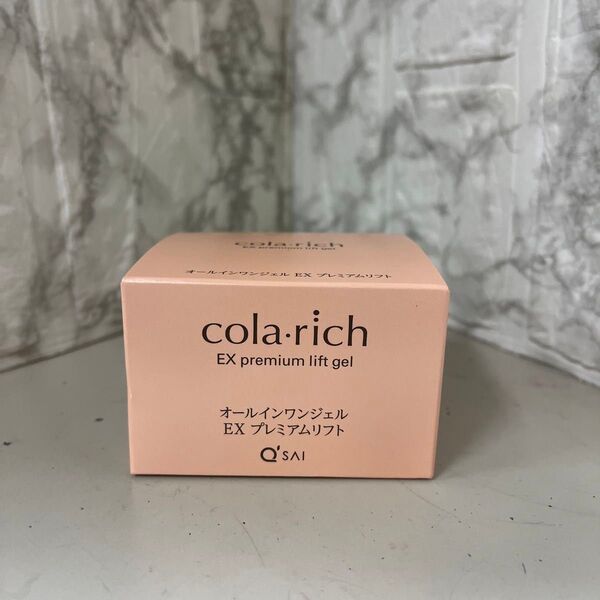 cola·rich
EX premium lift gel
オールインワンジェル EX プレミアムリフト
cola·rich
EX premium lift gel
オールインワンジェル
EX プレミアムリフト
Q'SAI